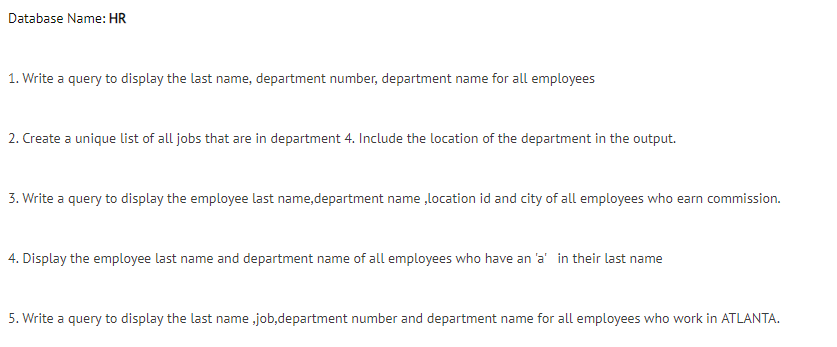 Database Name: HR
1. Write a query to display the last name, department number, department name for all employees
2. Create a unique list of all jobs that are in department 4. Include the location of the department in the output.
3. Write a query to display the employee last name,department name ,location id and city of all employees who earn commission.
4. Display the employee last name and department name of all employees who have an 'a' in their last name
5. Write a query to display the last name ,job,department number and department name for all employees who work in ATLANTA.